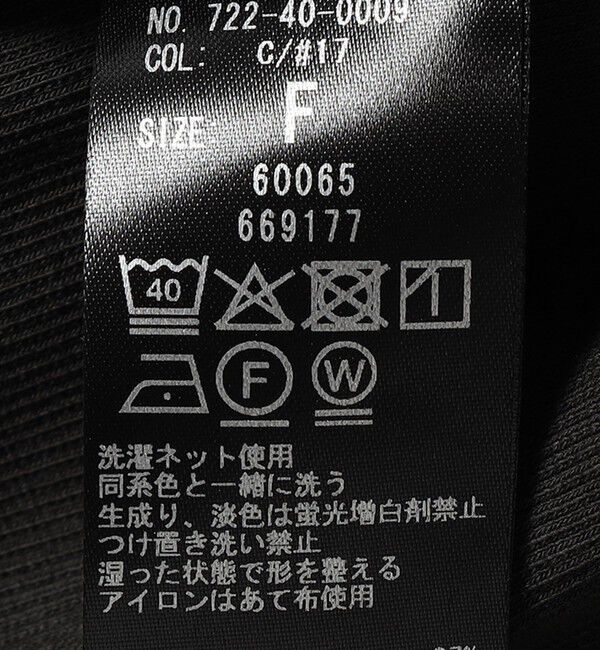 NO. 722-40-0009
COL: C/#17
SIZE F
60065
669177
40
F W
洗濯ネット使用
同系色と一緒に洗う
生成り、淡色は蛍光増白剤禁止
つけ置き洗い禁止
湿った状態で形を整える
アイロンはあて布使用